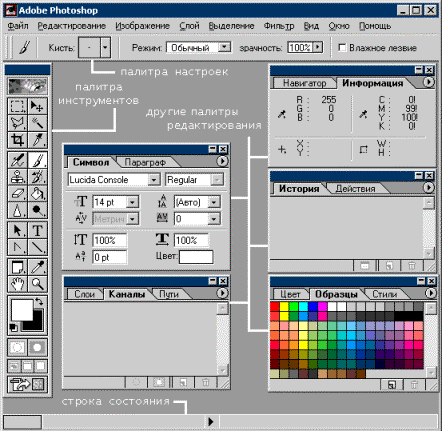 Adobe Photoshop
Файл Редактирование Изображение Слой Выделение Фильтр Вид Окно Помощь
Кисть: Режим: Обычный зрачность: 100% Влажное лезвие
палитра настроек
палитра
инструментов
другие палитры
редактирования
Навигатор Информация
R : 255 C : 0!
G : 0 M : 99!
B : 0 Y : 100!
K : 0!
X : W :
Y : H :
Символ Параграф
Lucida Console Regular
14 pt (Авто)
Метрич 0
100% 100%
0 pt Цвет:
История Действия
Слои Каналы Пути
Цвет Образцы Стили
строка состояния